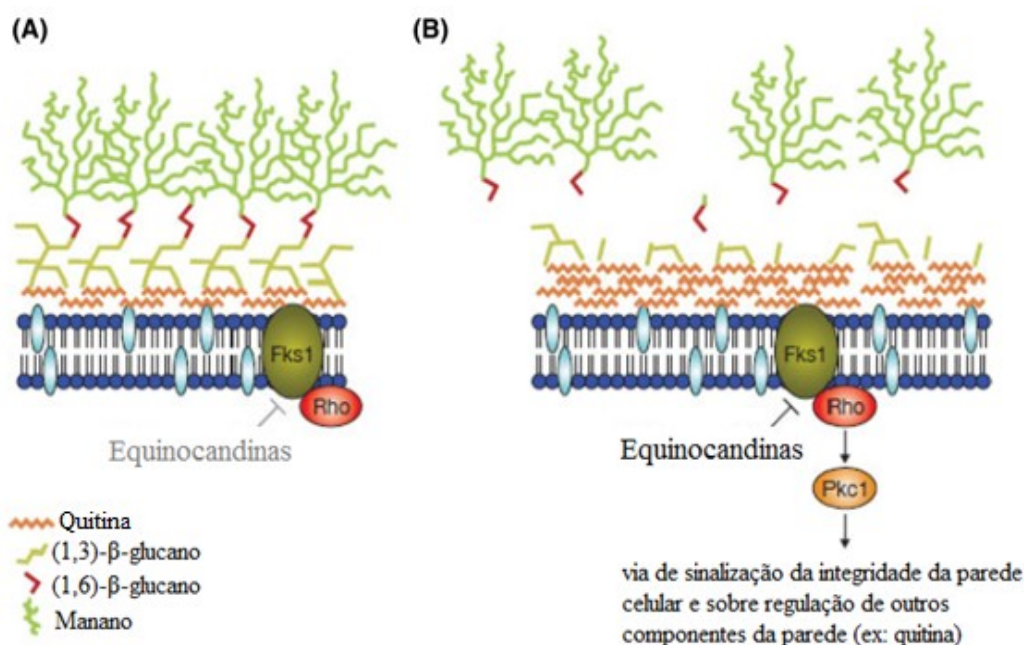 (A)
Fks1
Rho
Equinocandinas
Quitina
(1,3)-β-glucano
(1,6)-β-glucano
Manano
(B)
Fks1
Rho
Equinocandinas
Pkc1
via de sinalização da integridade da parede
celular e sobre regulação de outros
componentes da parede (ex: quitina)